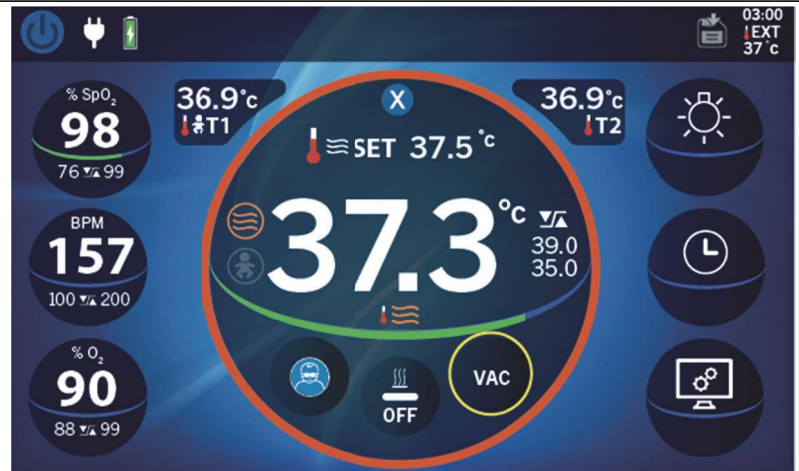 03:00
EXT
37°c
% SpO₂
98
76 99
36.9°c
T1
X
36.9°c
T2
SET 37.5°c
BPM
157
100 200
37.3°c
39.0
35.0
% O₂
90
88 99
OFF
VAC